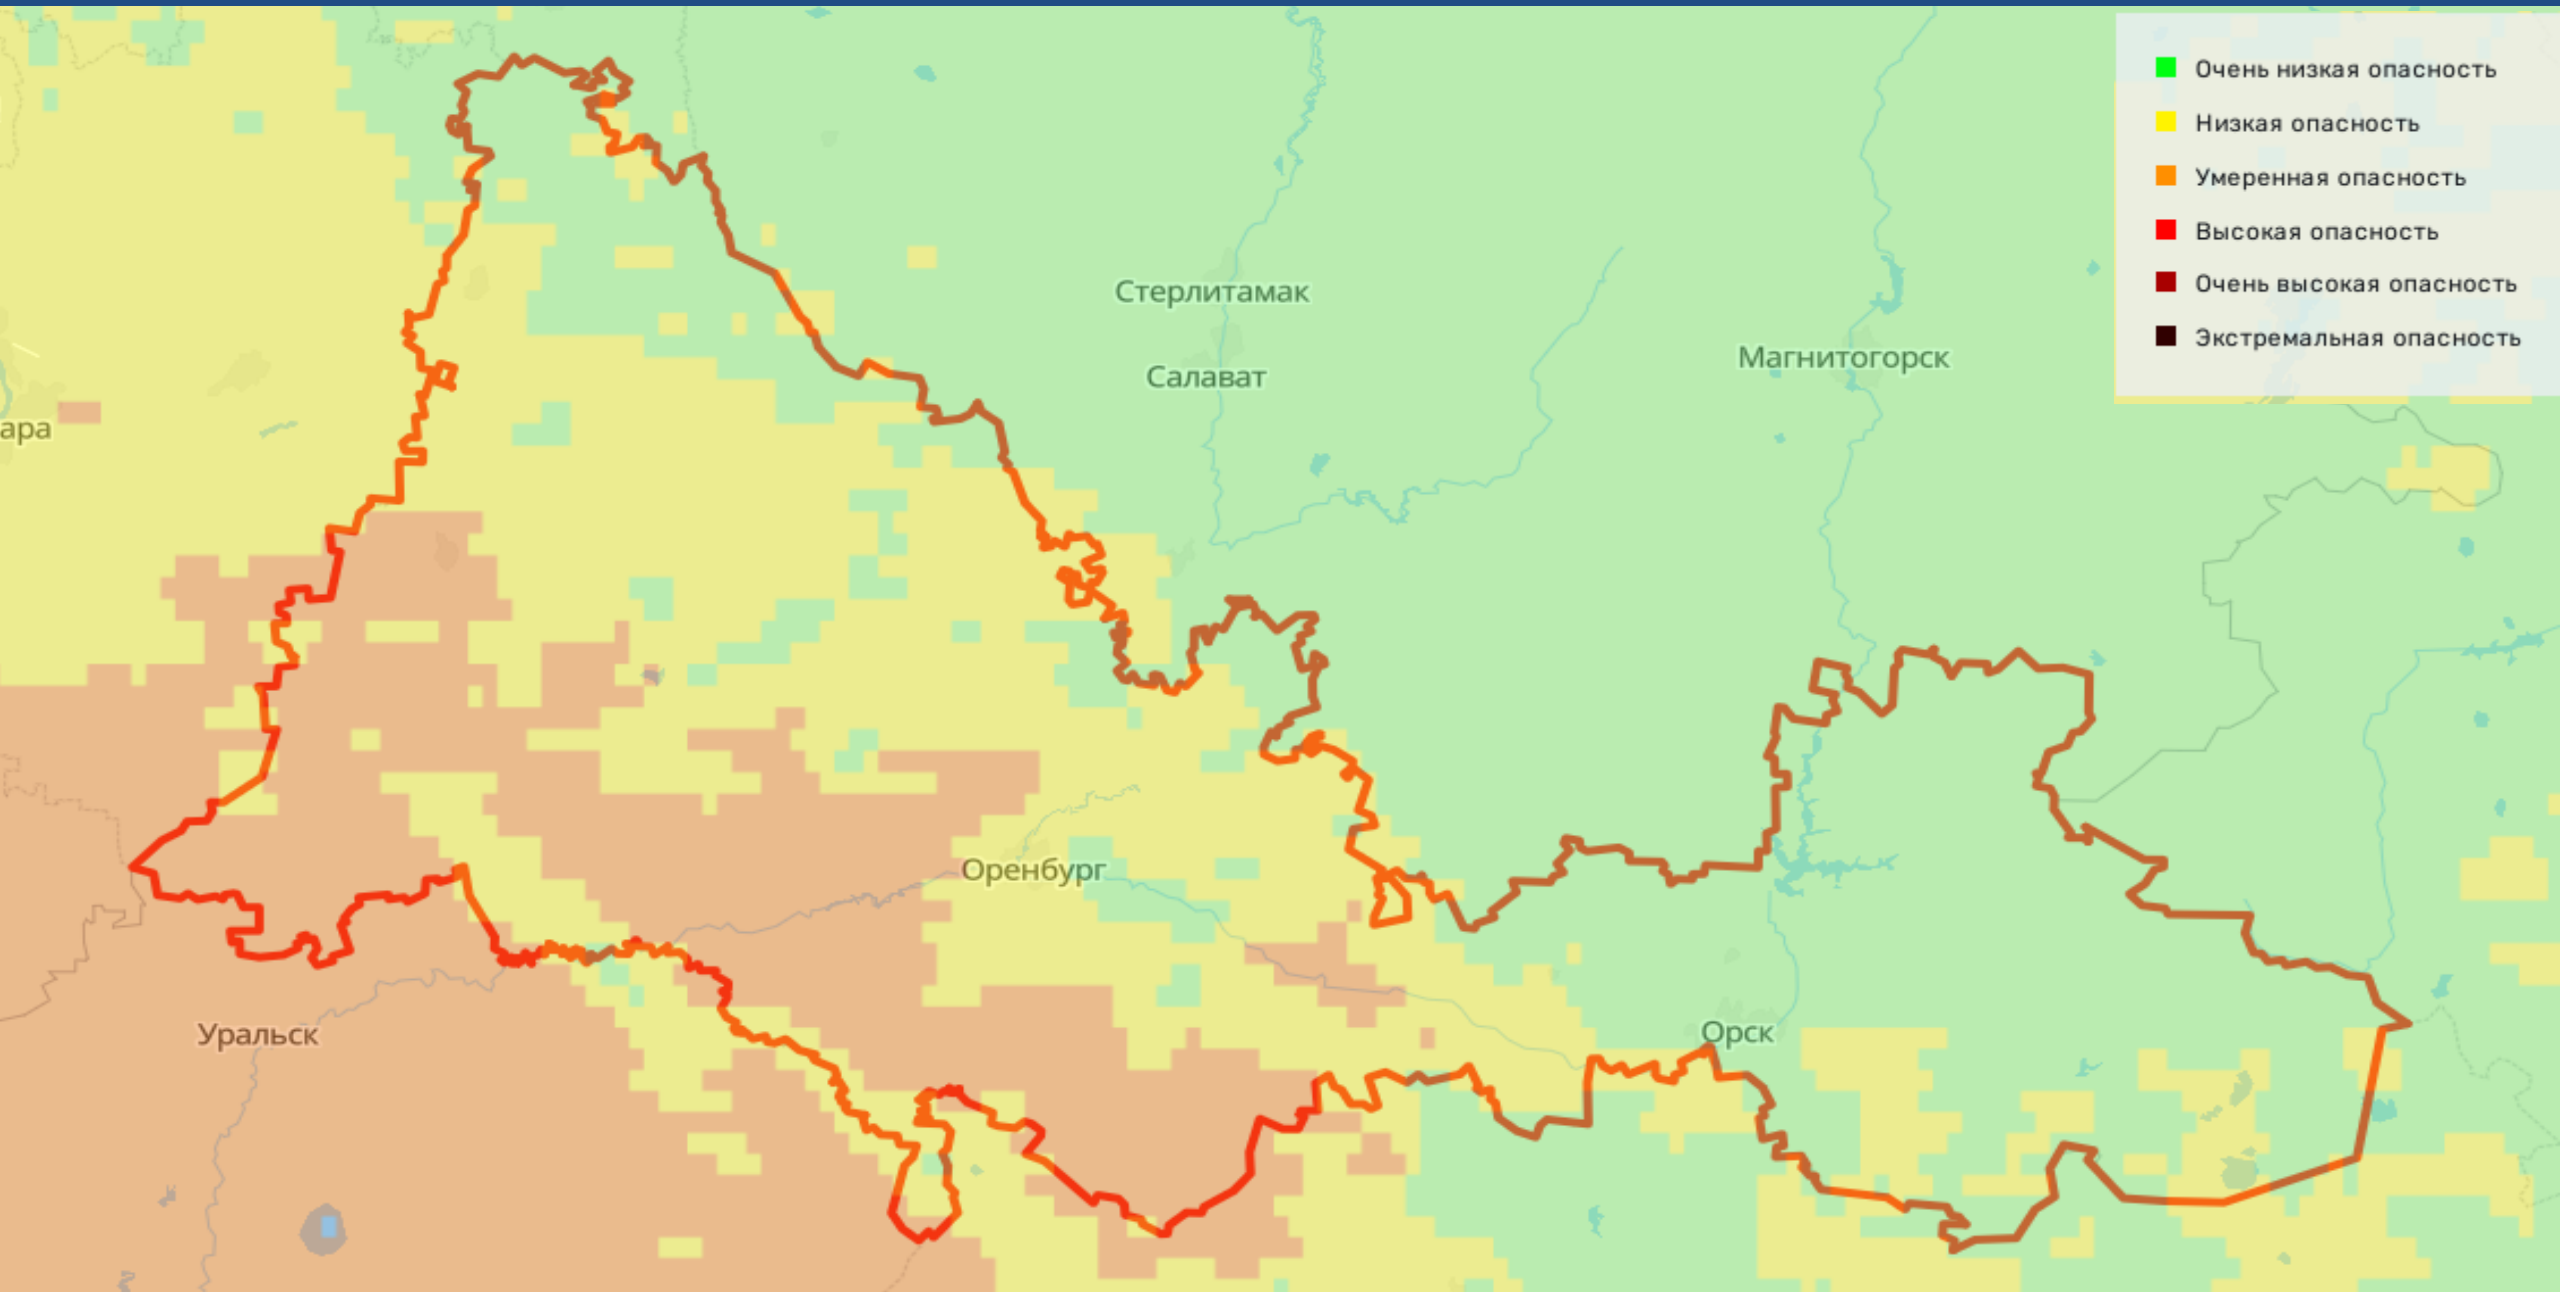 Очень низкая опасность
Низкая опасность
Умеренная опасность
Высокая опасность
Очень высокая опасность
Экстремальная опасность
Стерлитамак
Магнитогорск
Салават
ара
Оренбург
Уральск
Орск